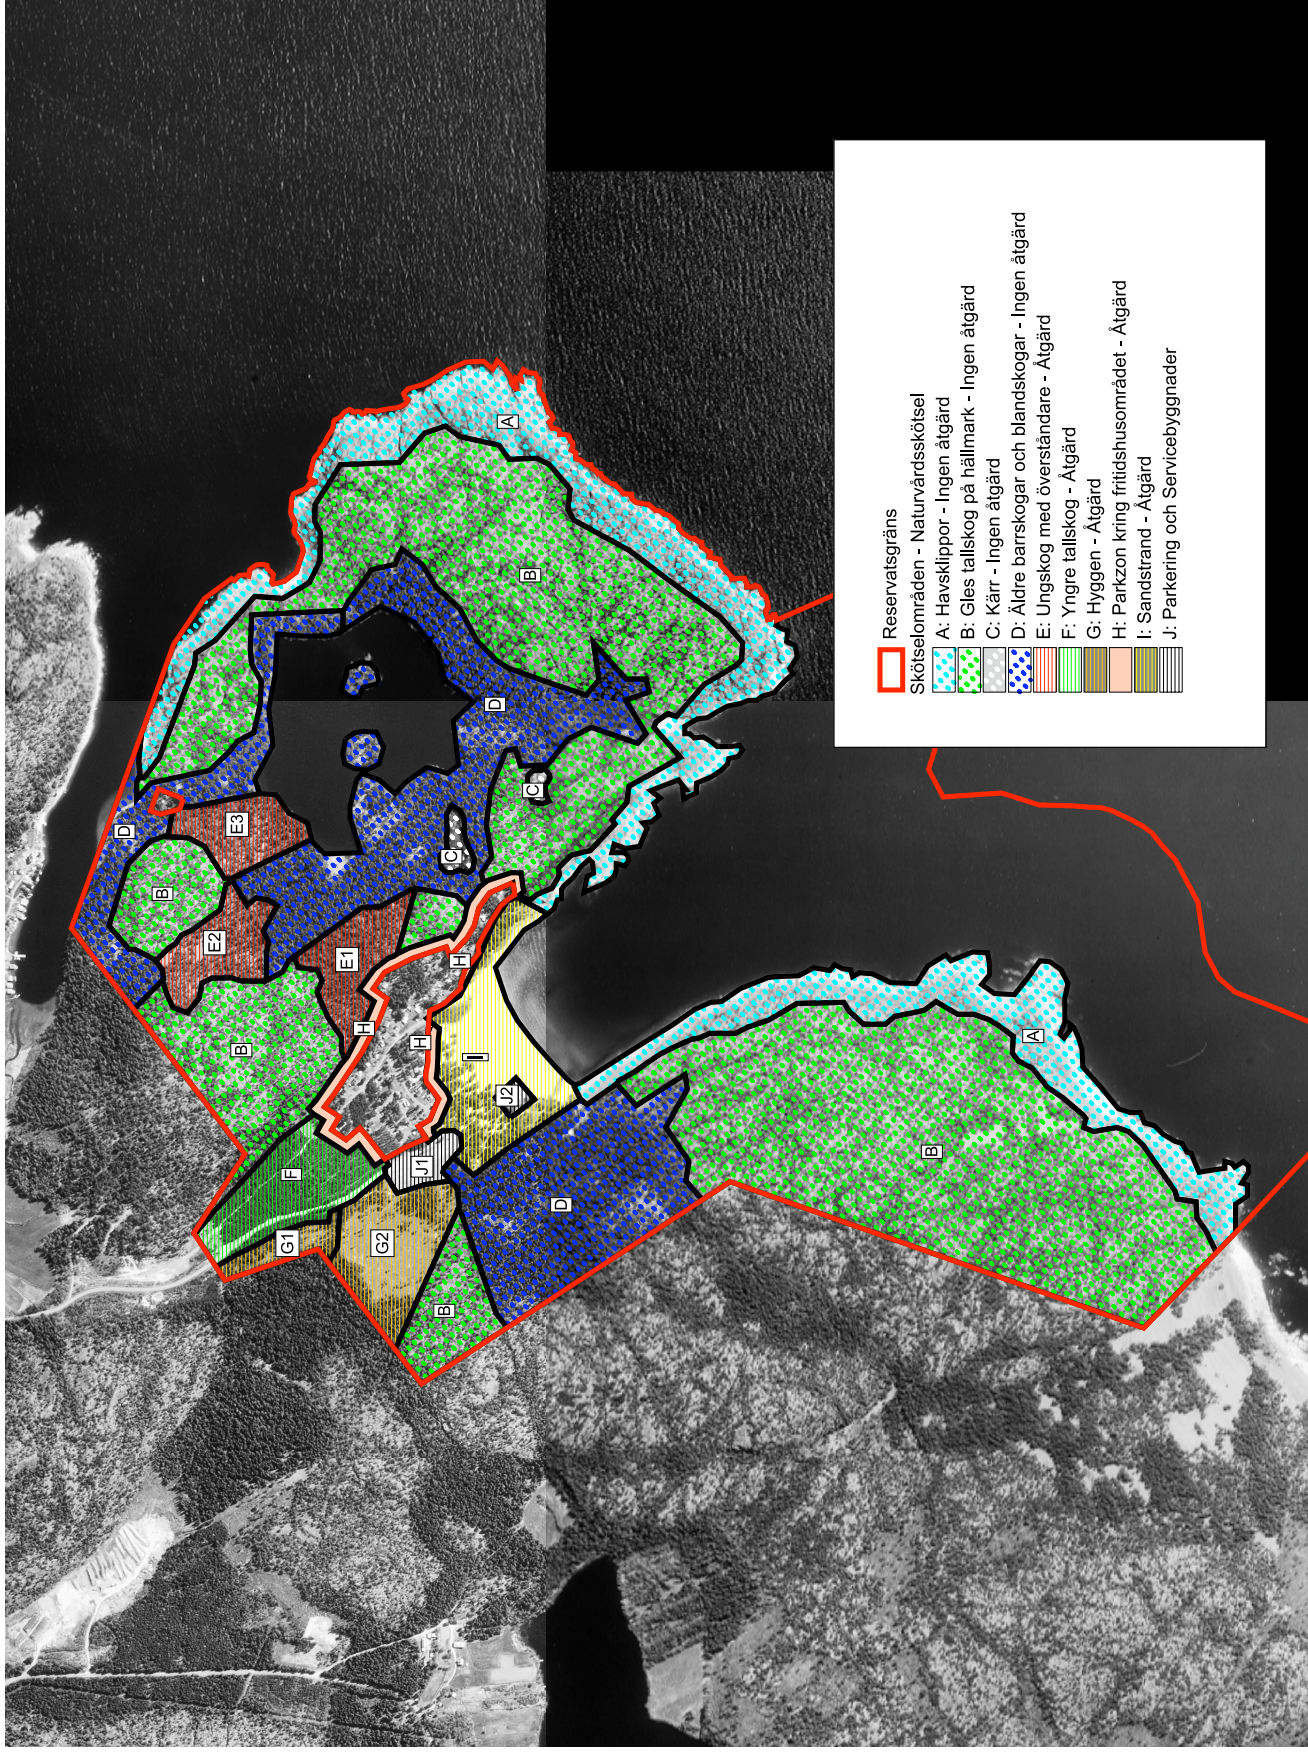 Reservatsgräns
Skötselområden - Naturvårdsskötsel
A: Havsklippor - Ingen åtgärd
B: Gles tallskog på hällmark - Ingen åtgärd
C: Kärr - Ingen åtgärd
D: Äldre barrskogar och blandskogar - Ingen åtgärd
E: Ungskog med överståndare - Åtgärd
F: Yngre tallskog - Åtgärd
G: Hyggen - Åtgärd
H: Parkzon kring fritidshusområdet - Åtgärd
I: Sandstrand - Åtgärd
J: Parkering och Servicebyggnader
G1
G2
B
F
J1
D
B
J2
I
H
H
H
E1
B
E2
B
D
E3
C
C
D
B
A
B
A